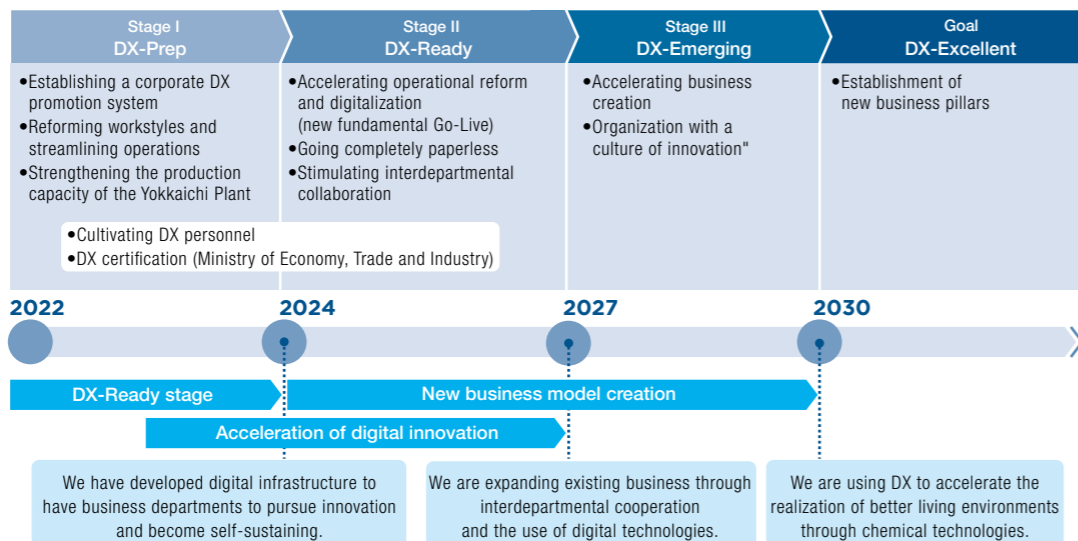 Stage I
DX-Prep
Stage II
DX-Ready
Stage III
DX-Emerging
Goal
DX-Excellent
•Establishing a corporate DX
promotion system
•Reforming workstyles and
streamlining operations
•Strengthening the production
capacity of the Yokkaichi Plant
•Accelerating operational reform
and digitalization
(new fundamental Go-Live)
•Going completely paperless
•Stimulating interdepartmental
collaboration
•Accelerating business
creation
•Organization with a
culture of innovation"
•Establishment of
new business pillars
•Cultivating DX personnel
•DX certification (Ministry of Economy, Trade and Industry)
2022
2024
2027
2030
DX-Ready stage
New business model creation
Acceleration of digital innovation
We have developed digital infrastructure to
have business departments to pursue innovation
and become self-sustaining.
We are expanding existing business through
interdepartmental cooperation
and the use of digital technologies.
We are using DX to accelerate the
realization of better living environments
through chemical technologies.